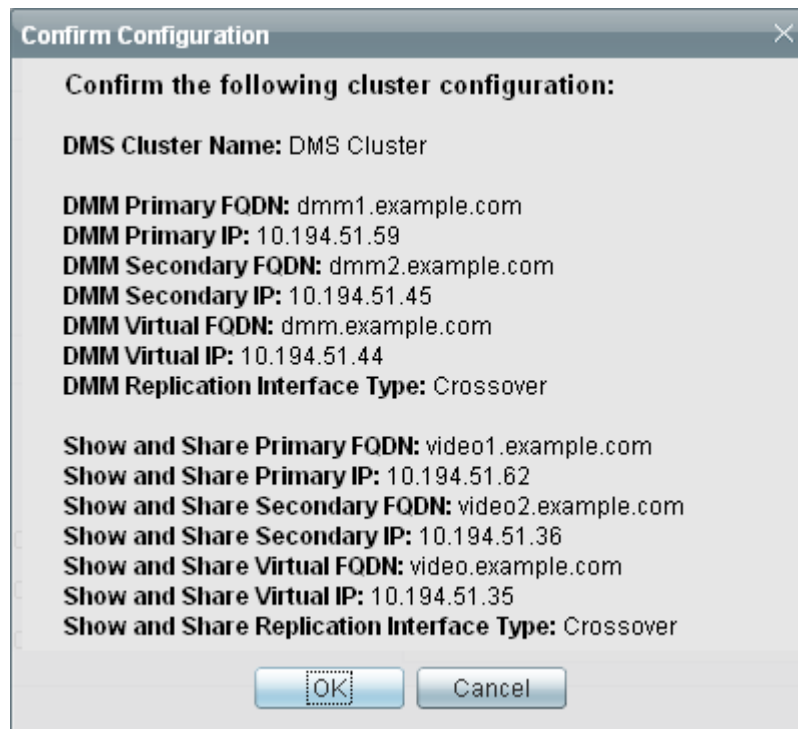 Confirm Configuration
Confirm the following cluster configuration:
DMS Cluster Name: DMS Cluster
DMM Primary FQDN: dmm1.example.com
DMM Primary IP: 10.194.51.59
DMM Secondary FQDN: dmm2.example.com
DMM Secondary IP: 10.194.51.45
DMM Virtual FQDN: dmm.example.com
DMM Virtual IP: 10.194.51.44
DMM Replication Interface Type: Crossover
Show and Share Primary FQDN: video1.example.com
Show and Share Primary IP: 10.194.51.62
Show and Share Secondary FQDN: video2.example.com
Show and Share Secondary IP: 10.194.51.36
Show and Share Virtual FQDN: video.example.com
Show and Share Virtual IP: 10.194.51.35
Show and Share Replication Interface Type: Crossover
OK Cancel